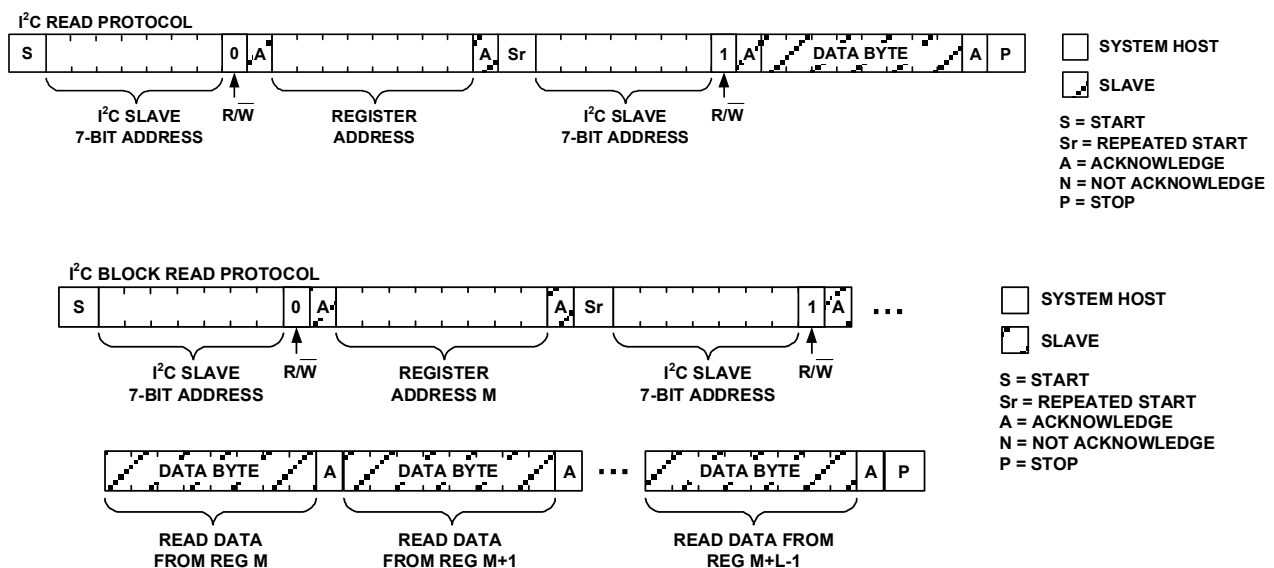 I²C READ PROTOCOL
S 0 A A Sr 1 A DATA BYTE A P
I²C SLAVE
7-BIT ADDRESS
R/W̅
REGISTER
ADDRESS
I²C SLAVE
7-BIT ADDRESS
R/W̅
SYSTEM HOST
SLAVE
S = START
Sr = REPEATED START
A = ACKNOWLEDGE
N = NOT ACKNOWLEDGE
P = STOP
I²C BLOCK READ PROTOCOL
S 0 A A Sr 1 A ...
I²C SLAVE
7-BIT ADDRESS
R/W̅
REGISTER
ADDRESS M
I²C SLAVE
7-BIT ADDRESS
R/W̅
DATA BYTE A DATA BYTE A ... DATA BYTE A P
READ DATA
FROM REG M
READ DATA
FROM REG M+1
READ DATA FROM
REG M+L-1
SYSTEM HOST
SLAVE
S = START
Sr = REPEATED START
A = ACKNOWLEDGE
N = NOT ACKNOWLEDGE
P = STOP